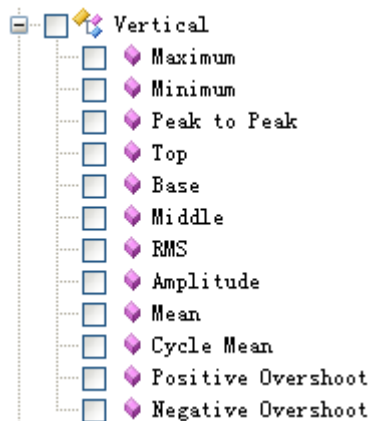 Vertical
Maximum
Minimum
Peak to Peak
Top
Base
Middle
RMS
Amplitude
Mean
Cycle Mean
Positive Overshoot
Negative Overshoot